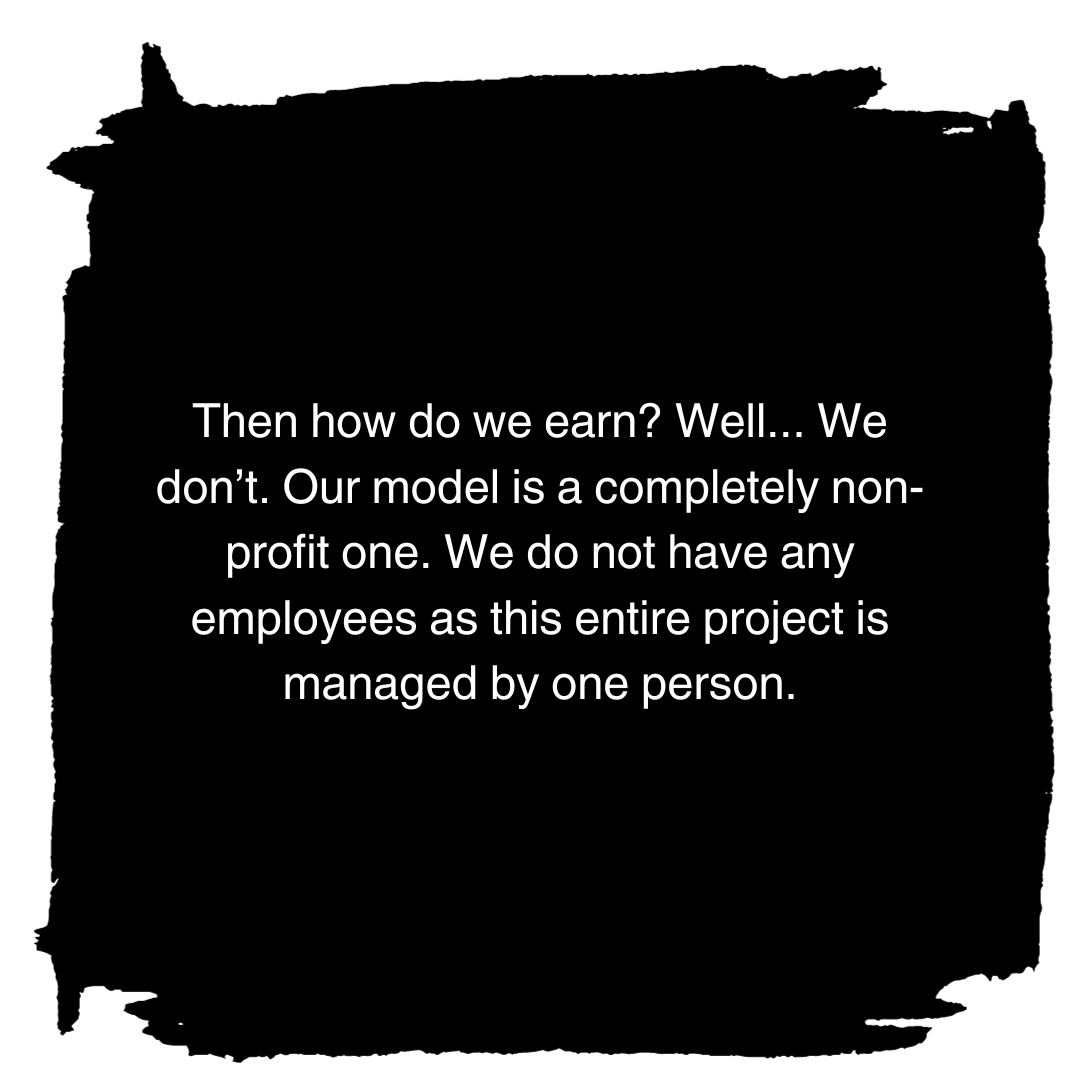 Then how do we earn? Well... We
don’t. Our model is a completely non-
profit one. We do not have any
employees as this entire project is
managed by one person.